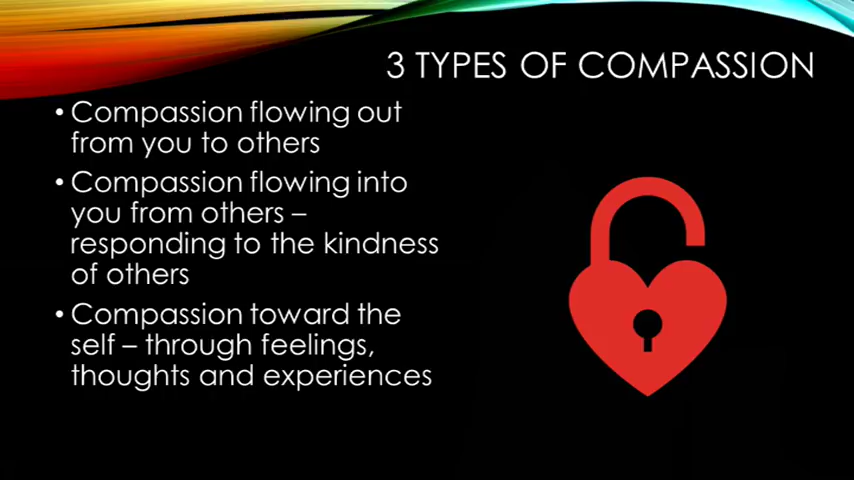 3 TYPES OF COMPASSION
• Compassion flowing out
from you to others
• Compassion flowing into
you from others –
responding to the kindness
of others
• Compassion toward the
self – through feelings,
thoughts and experiences